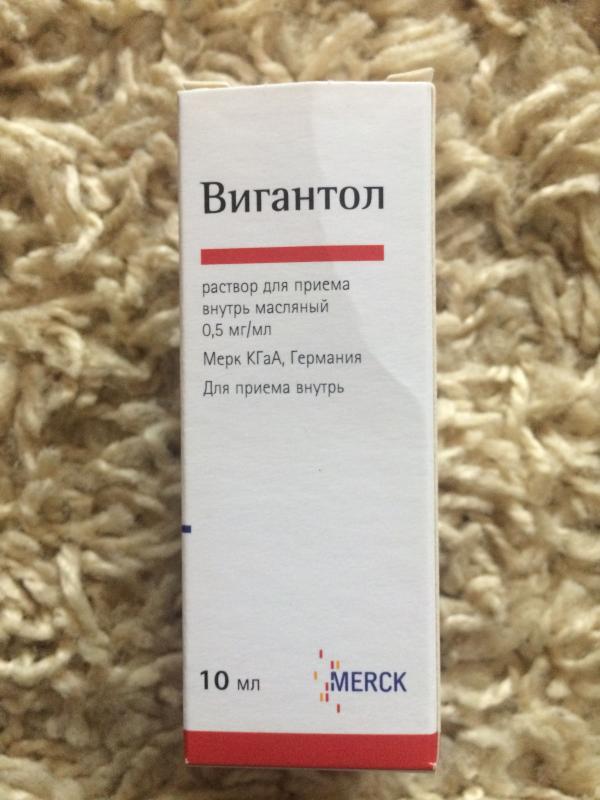 Вигантол
раствор для приема
внутрь масляный
0,5 мг/мл
Мерк КГаА, Германия
Для приема внутрь
10 мл
MERCK